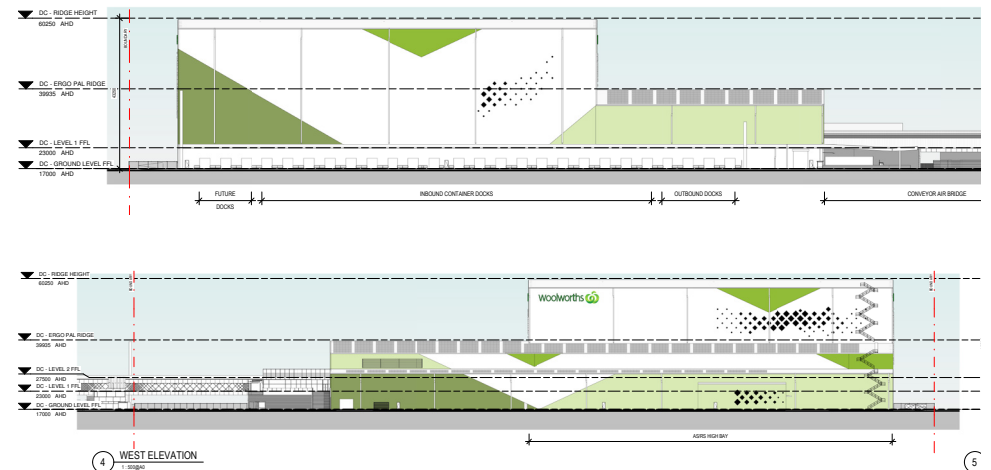 DC - RIDGE HEIGHT
60250 AHD
DC - ERGO PAL RIDGE
39935 AHD
DC - LEVEL 1 FFL
23000 AHD
DC - GROUND LEVEL FFL
17000 AHD
FUTURE
DOCKS
INBOUND CONTAINER DOCKS
OUTBOUND DOCKS
CONVEYOR AIR BRIDGE
DC - RIDGE HEIGHT
60250 AHD
woolworths
DC - ERGO PAL RIDGE
39935 AHD
DC - LEVEL 2 FFL
27500 AHD
DC - LEVEL 1 FFL
23000 AHD
DC - GROUND LEVEL FFL
17000 AHD
ASRS HIGH BAY
4 WEST ELEVATION
1 : 500@A0
5